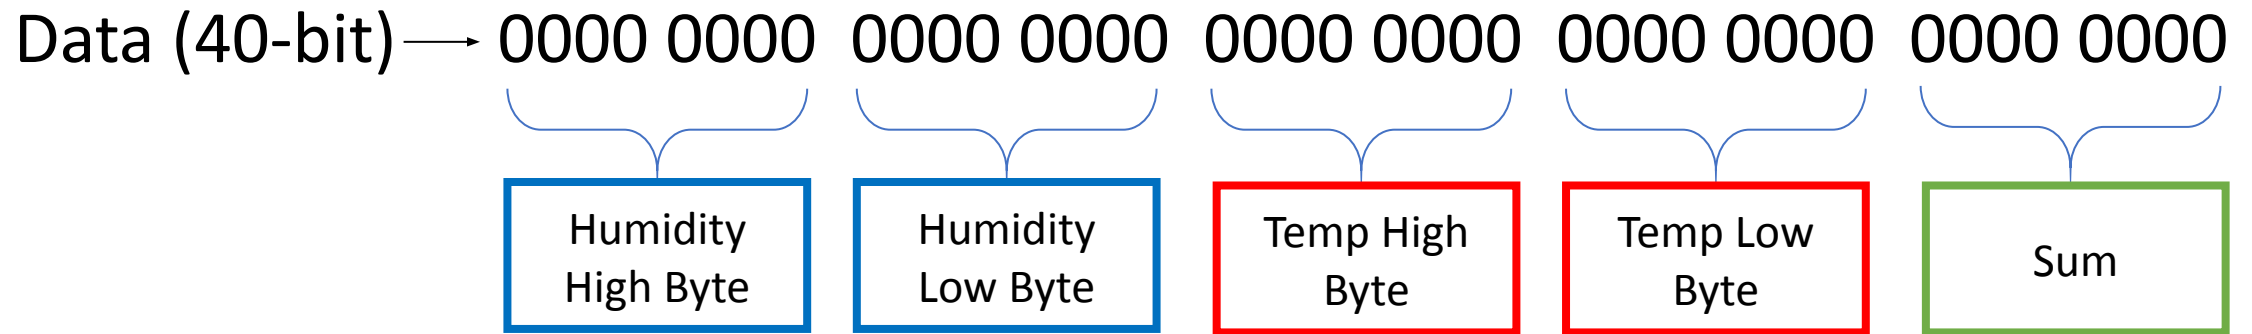 Data (40-bit) 0000 0000 0000 0000 0000 0000 0000 0000 0000 0000
Humidity
High Byte
Humidity
Low Byte
Temp High
Byte
Temp Low
Byte
Sum